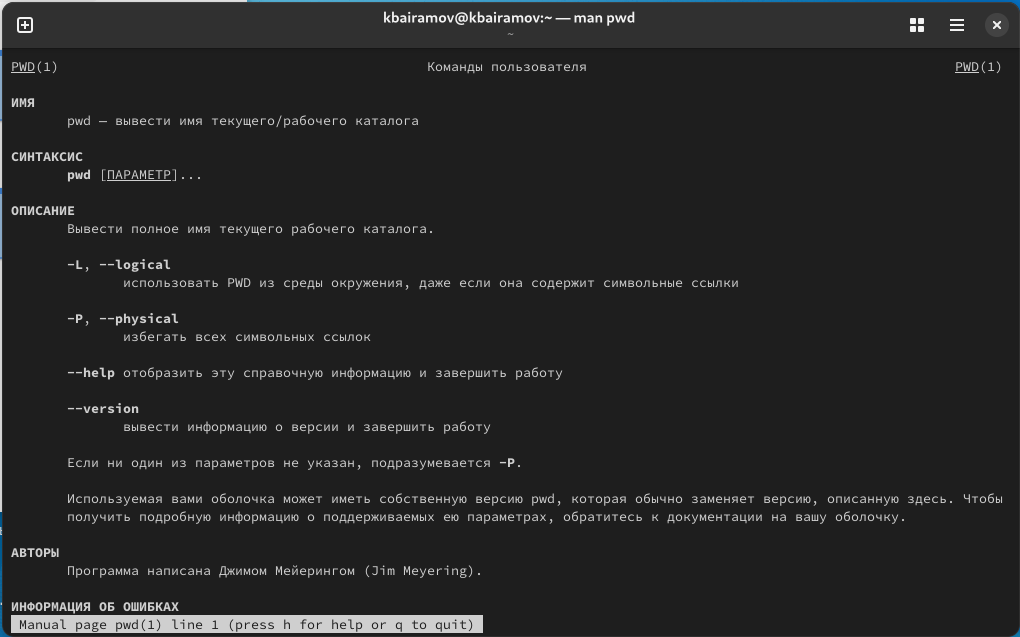 kbairamov@kbairamov:~ — man pwd
~
PWD(1) Команды пользователя PWD(1)
ИМЯ
pwd – вывести имя текущего/рабочего каталога
СИНТАКСИС
pwd [ПАРАМЕТР]...
ОПИСАНИЕ
Вывести полное имя текущего рабочего каталога.
-L, --logical
использовать PWD из среды окружения, даже если она содержит символьные ссылки
-P, --physical
избегать всех символьных ссылок
--help отобразить эту справочную информацию и завершить работу
--version
вывести информацию о версии и завершить работу
Если ни один из параметров не указан, подразумевается -P.
Используемая вами оболочка может иметь собственную версию pwd, которая обычно заменяет версию, описанную здесь. Чтобы
получить подробную информацию о поддерживаемых ею параметрах, обратитесь к документации на вашу оболочку.
АВТОРЫ
Программа написана Джимом Мейерингом (Jim Meyering).
ИНФОРМАЦИЯ ОБ ОШИБКАХ
Manual page pwd(1) line 1 (press h for help or q to quit)